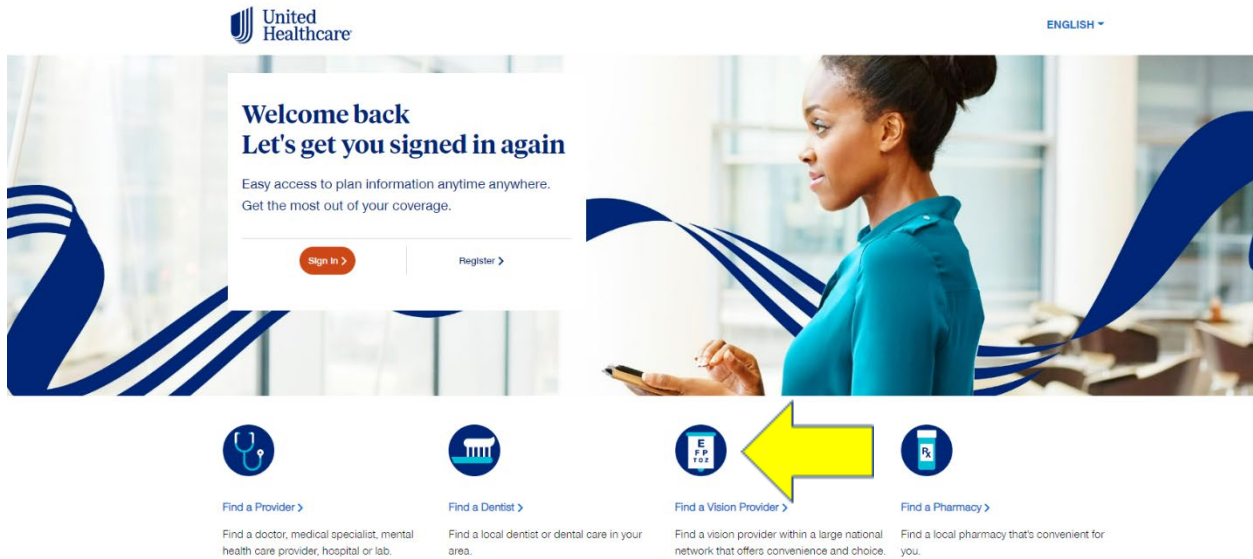 United
Healthcare
ENGLISH
Welcome back
Let's get you signed in again
Easy access to plan information anytime anywhere.
Get the most out of your coverage.
Sign In >
Register >
E
F P
T O Z
Rx
Find a Provider >
Find a Dentist >
Find a Vision Provider >
Find a Pharmacy >
Find a doctor, medical specialist, mental
health care provider, hospital or lab.
Find a local dentist or dental care in your
area.
Find a vision provider within a large national
network that offers convenience and choice.
Find a local pharmacy that's convenient for
you.